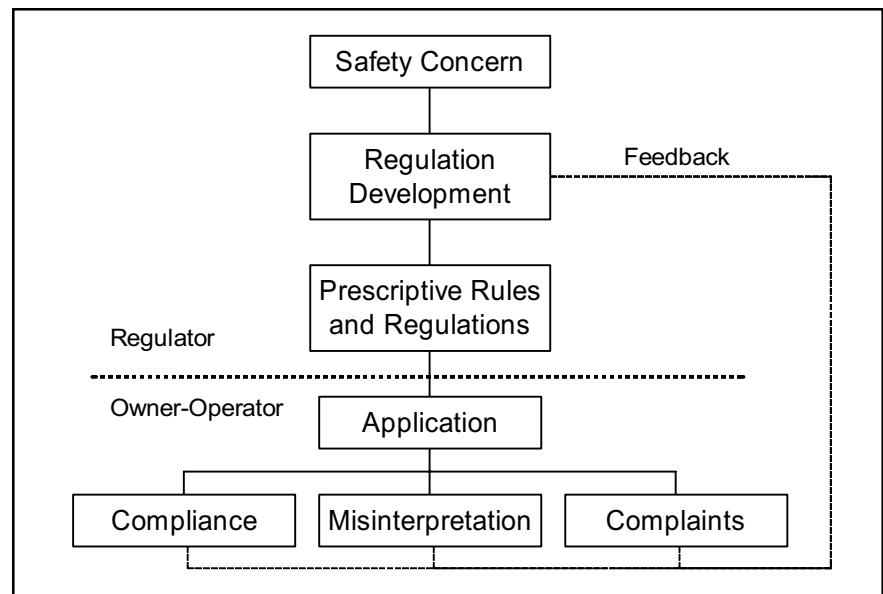 Safety Concern
Regulation
Development
Feedback
Prescriptive Rules
and Regulations
Regulator
Owner-Operator
Application
Compliance
Misinterpretation
Complaints